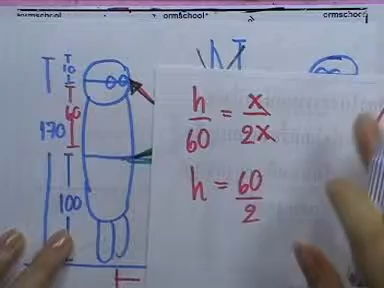 ormschool ormschool ormschool
h T
10
60
170
100
h/60 = x/2x
h = 60/2